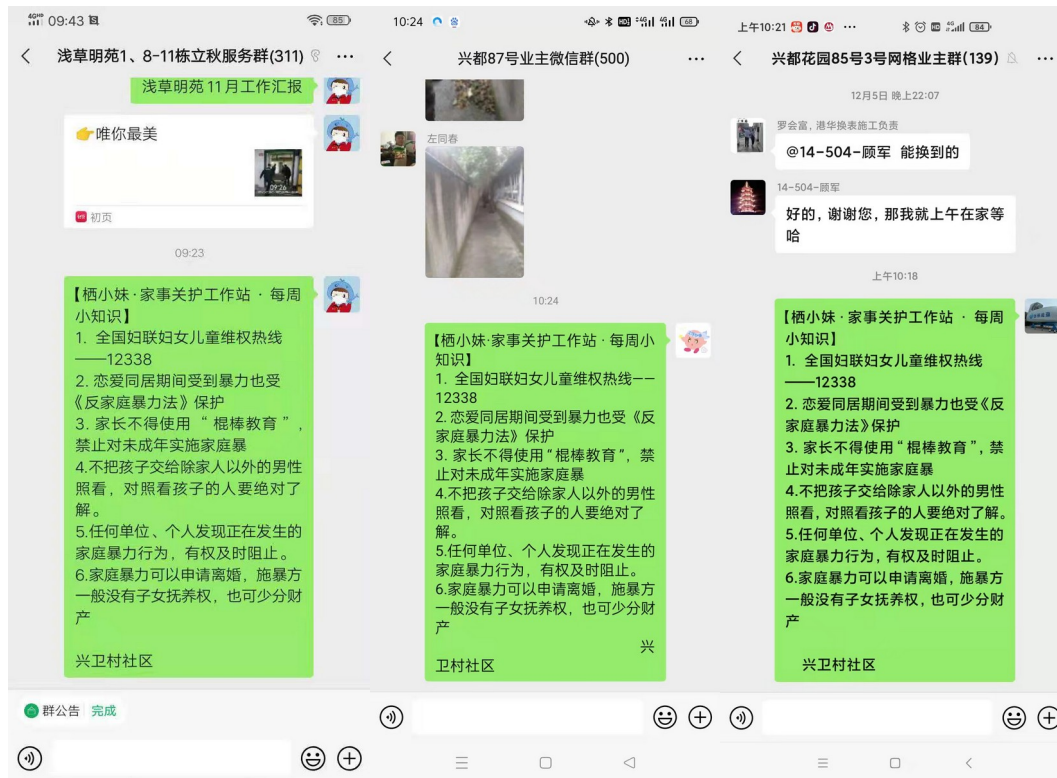 4GHD 09:43 85
浅草明苑1、8-11栋立秋服务群(311)
浅草明苑 11 月工作汇报
👉唯你最美
09:26
初页
09:23
【栖小妹·家事关护工作站 · 每周
小知识】
1. 全国妇联妇女儿童维权热线
——12338
2. 恋爱同居期间受到暴力也受
《反家庭暴力法》保护
3. 家长不得使用 “ 棍棒教育 ” ,
禁止对未成年实施家庭暴
4.不把孩子交给除家人以外的男性
照看，对照看孩子的人要绝对了
解。
5.任何单位、个人发现正在发生的
家庭暴力行为，有权及时阻止。
6.家庭暴力可以申请离婚，施暴方
一般没有子女抚养权，也可少分财
产
兴卫村社区
群公告 完成
10:24 HD 4G 4G 68
兴都87号业主微信群(500)
左同春
10:24
【栖小妹·家事关护工作站 · 每周小
知识】
1. 全国妇联妇女儿童维权热线——
12338
2. 恋爱同居期间受到暴力也受《反
家庭暴力法》保护
3. 家长不得使用“棍棒教育”，禁
止对未成年实施家庭暴
4.不把孩子交给除家人以外的男性
照看，对照看孩子的人要绝对了
解。
5.任何单位、个人发现正在发生的
家庭暴力行为，有权及时阻止。
6.家庭暴力可以申请离婚，施暴方
一般没有子女抚养权，也可少分财
产
兴
卫村社区
上午10:21 ··· 4G 84
兴都花园85号3号网格业主群(139)
12月5日 晚上22:07
罗会富，港华换表施工负责
@14-504-顾军 能换到的
14-504-顾军
好的，谢谢您，那我就上午在家等
哈
上午10:18
【栖小妹·家事关护工作站 · 每周
小知识】
1. 全国妇联妇女儿童维权热线
——12338
2. 恋爱同居期间受到暴力也受《反
家庭暴力法》保护
3. 家长不得使用“棍棒教育”，禁
止对未成年实施家庭暴
4.不把孩子交给除家人以外的男性
照看，对照看孩子的人要绝对了解。
5.任何单位、个人发现正在发生的
家庭暴力行为，有权及时阻止。
6.家庭暴力可以申请离婚，施暴方
一般没有子女抚养权，也可少分财
产
兴卫村社区